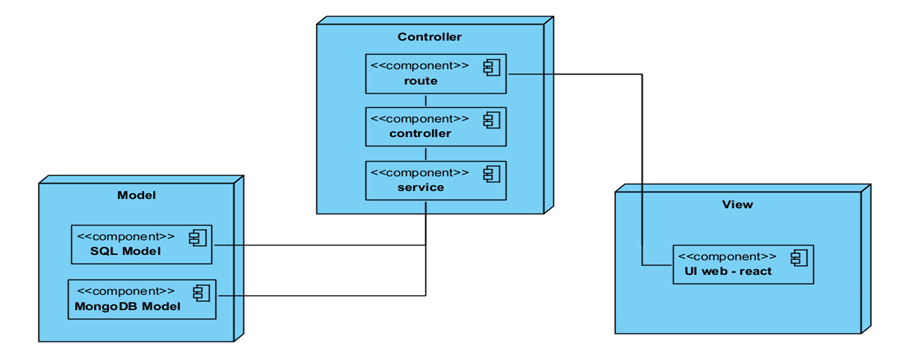 Controller
<<component>>
route
<<component>>
controller
<<component>>
service
Model
<<component>>
SQL Model
<<component>>
MongoDB Model
View
<<component>>
UI web - react